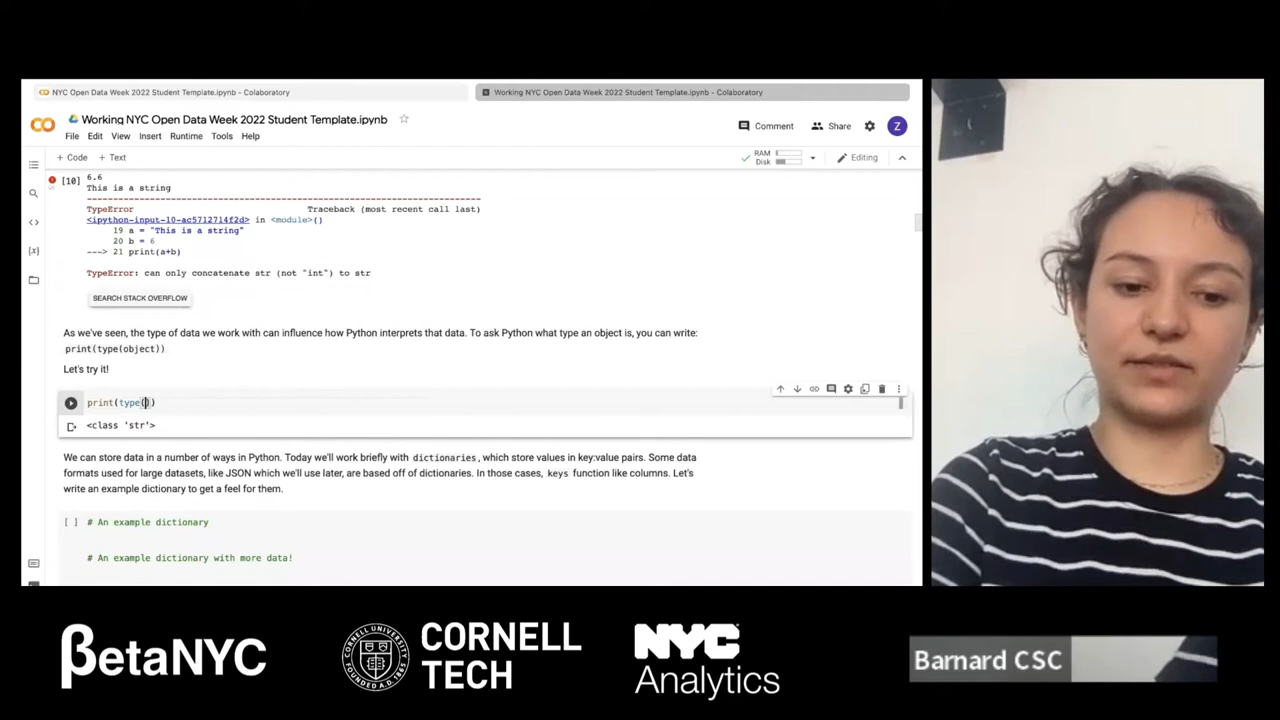 NYC Open Data Week 2022 Student Template.ipynb - Colaboratory
Working NYC Open Data Week 2022 Student Template.ipynb - Colaboratory
Working NYC Open Data Week 2022 Student Template.ipynb
File Edit View Insert Runtime Tools Help
Comment Share Z
+ Code + Text
RAM
Disk
Editing
[10] 6.6
This is a string
TypeError Traceback (most recent call last)
<ipython-input-10-ac5712714f2d> in <module>()
19 a = "This is a string"
20 b = 6
---> 21 print(a+b)
TypeError: can only concatenate str (not "int") to str
SEARCH STACK OVERFLOW
As we've seen, the type of data we work with can influence how Python interprets that data. To ask Python what type an object is, you can write:
print(type(object))
Let's try it!
print(type())
<class 'str'>
We can store data in a number of ways in Python. Today we'll work briefly with dictionaries, which store values in key:value pairs. Some data
formats used for large datasets, like JSON which we'll use later, are based off of dictionaries. In those cases, keys function like columns. Let's
write an example dictionary to get a feel for them.
[ ] # An example dictionary
# An example dictionary with more data!
βetaNYC
CORNELL
TECH
NYC
Analytics
Barnard CSC